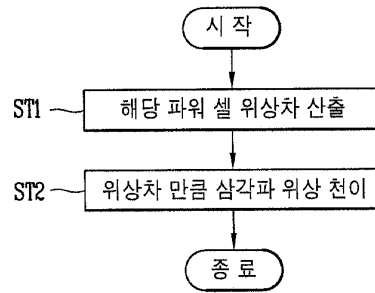 시 작
ST1 해당 파워 셀 위상차 산출
ST2 위상차 만큼 삼각파 위상 천이
종 료